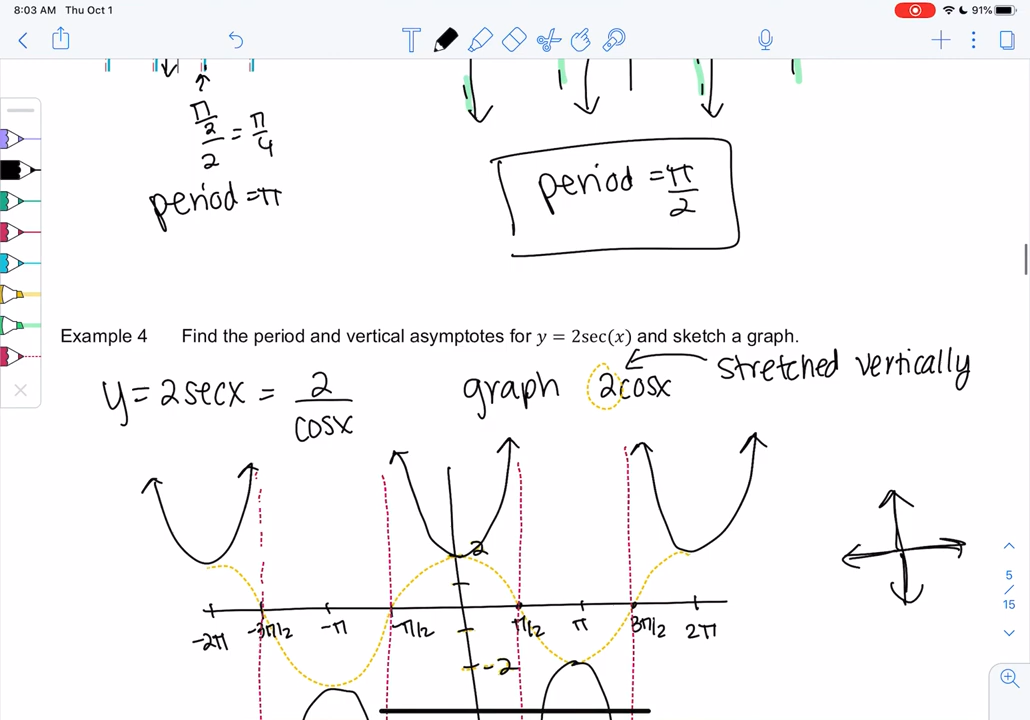 8:03 AM Thu Oct 1
91%
π/2
2
= π/4
period = π
period = π/2
Example 4 Find the period and vertical asymptotes for y = 2sec(x) and sketch a graph.
y = 2secx = 2/cosx
graph 2cosx
stretched vertically
2
-2π -3π/2 -π -π/2 π/2 π 3π/2 2π
-2
5
/
15